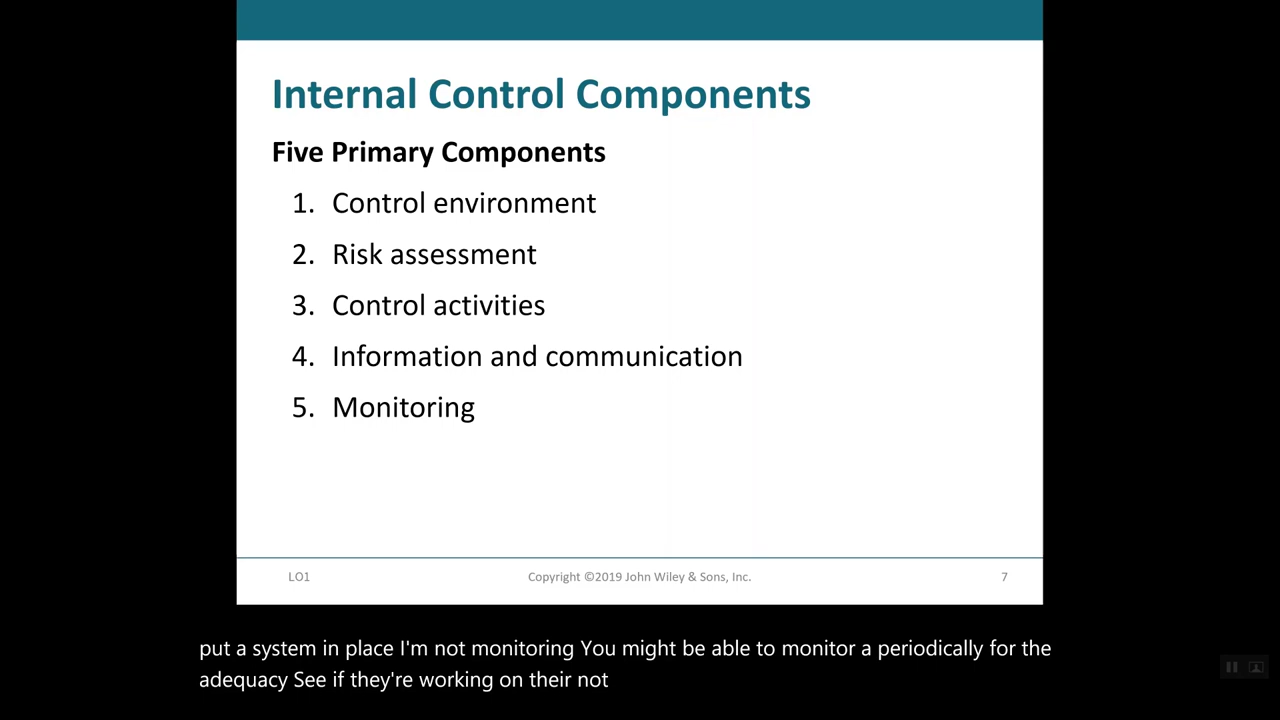 Internal Control Components
Five Primary Components
1. Control environment
2. Risk assessment
3. Control activities
4. Information and communication
5. Monitoring
LO1 Copyright ©2019 John Wiley & Sons, Inc. 7
put a system in place I'm not monitoring You might be able to monitor a periodically for the
adequacy See if they're working on their not